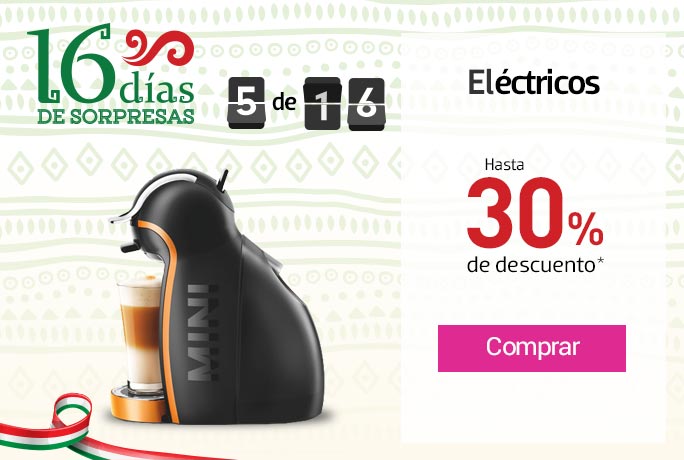 16 días
DE SORPRESAS
5 de 16
MINI
Eléctricos
Hasta
30%
de descuento*
Comprar